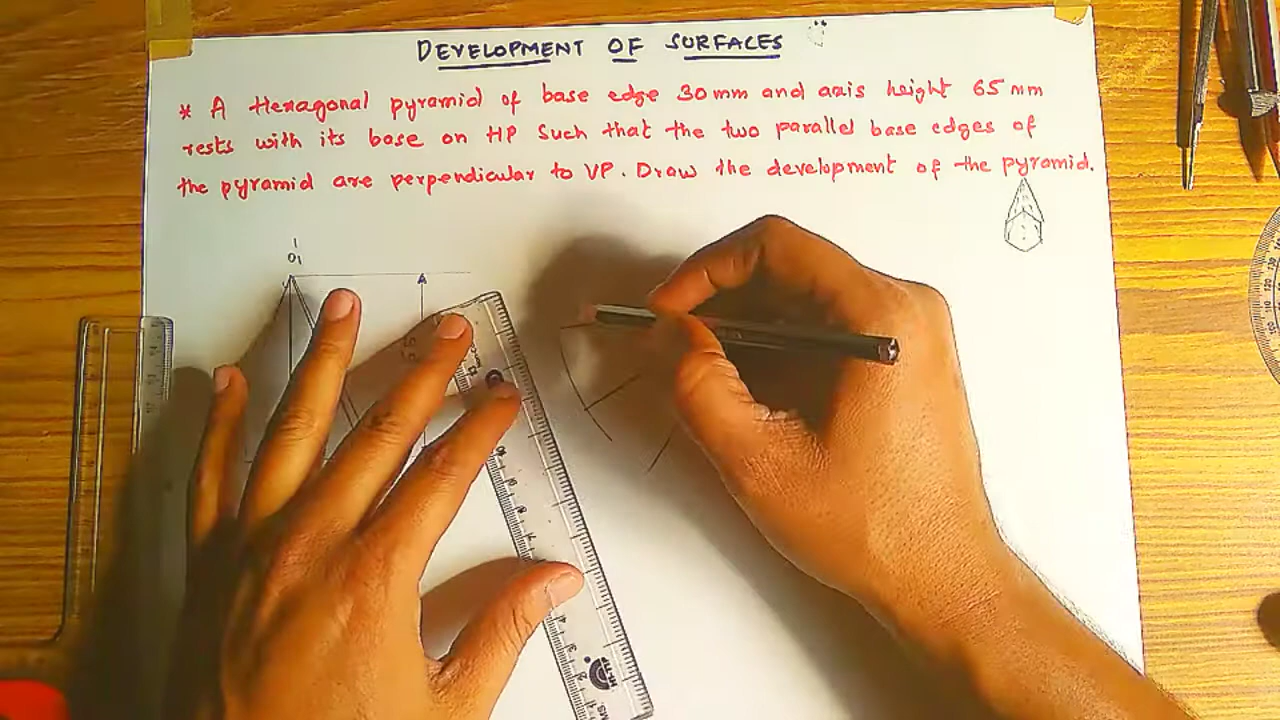 DEVELOPMENT OF SURFACES
* A Hexagonal pyramid of base edge 30mm and axis height 65mm
rests with its base on HP Such that the two parallel base edges of
the pyramid are perpendicular to VP. Draw the development of the pyramid.
1
O1
A